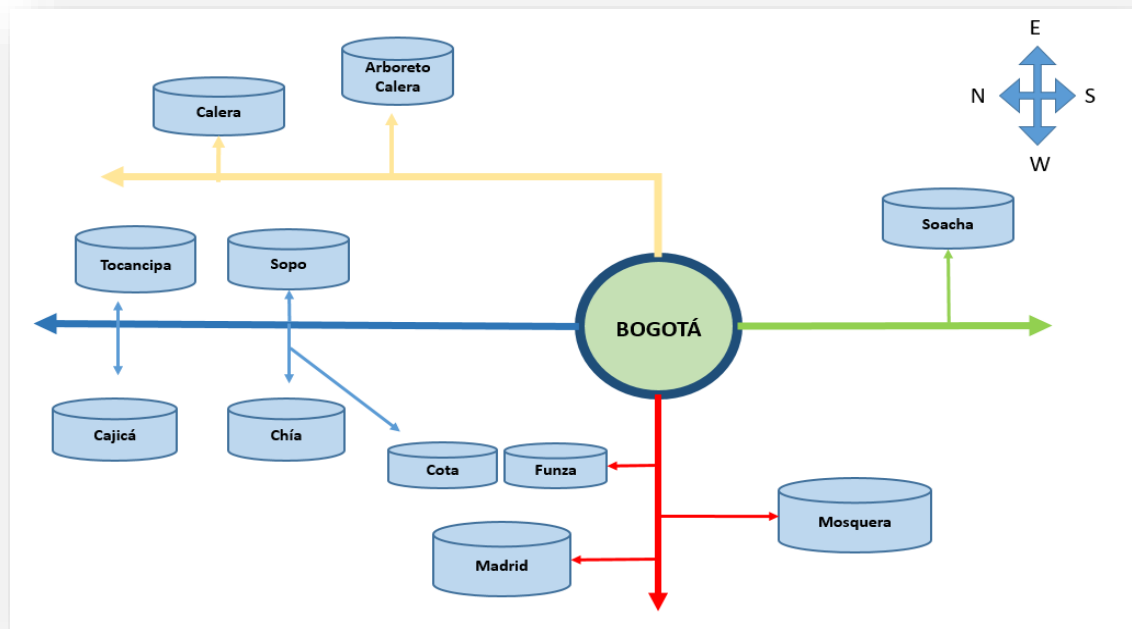 E
N
S
W
Arboreto
Calera
Calera
Soacha
Tocancipa
Sopo
BOGOTÁ
Cajicá
Chía
Cota
Funza
Mosquera
Madrid